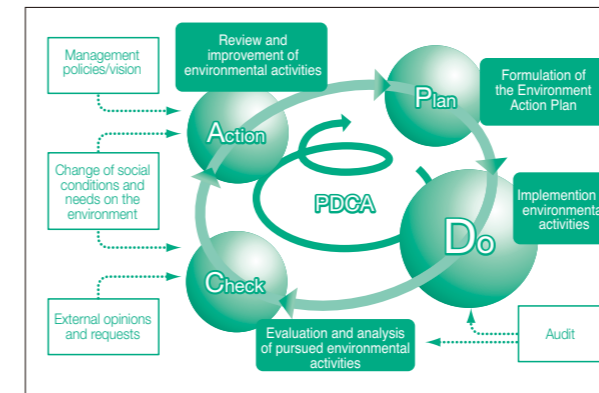 Management
policies/vision
Review and
improvement of
environmental activities
Plan
Formulation of
the Environment
Action Plan
Action
Change of social
conditions and
needs on the
environment
PDCA
Do
Implemention
environmenta
activities
Check
External opinions
and requests
Evaluation and analysis
of pursued environmental
activities
Audit